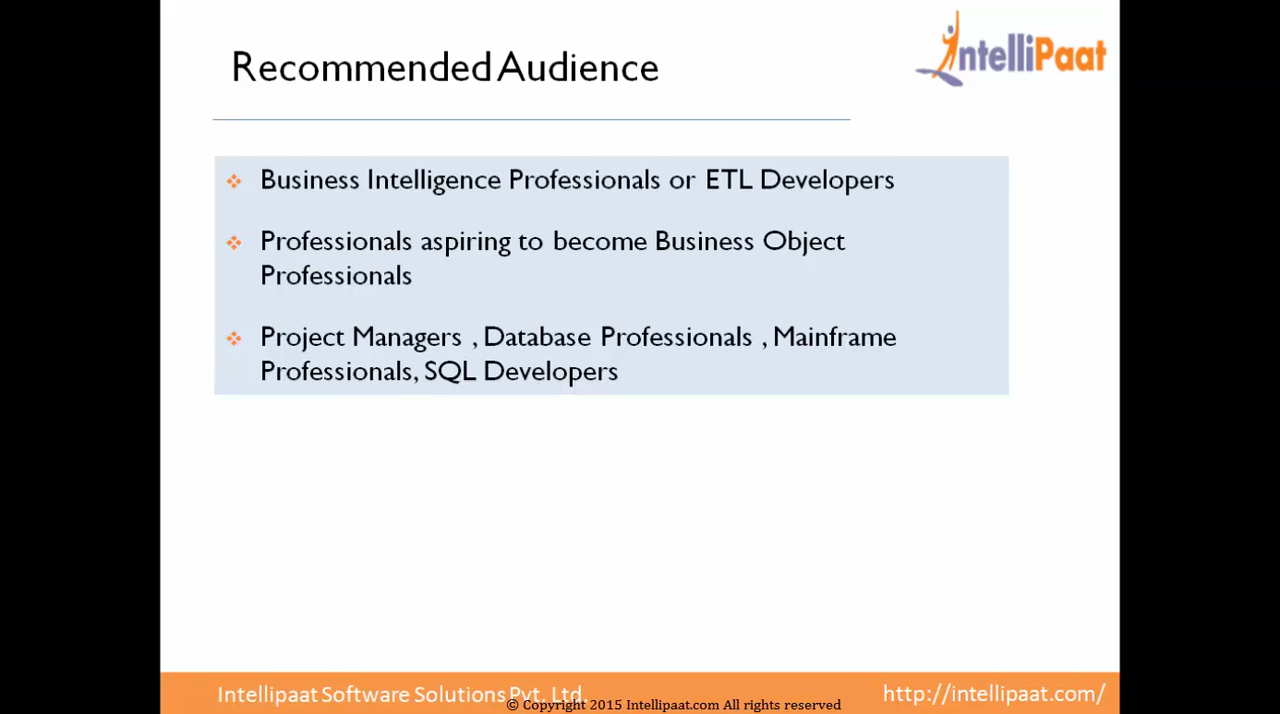 Recommended Audience
IntelliPaat
Business Intelligence Professionals or ETL Developers
Professionals aspiring to become Business Object
Professionals
Project Managers , Database Professionals , Mainframe
Professionals, SQL Developers
Intellipaat Software Solutions Pvt. Ltd.
http://intellipaat.com/
© Copyright 2015 Intellipaat.com All rights reserved